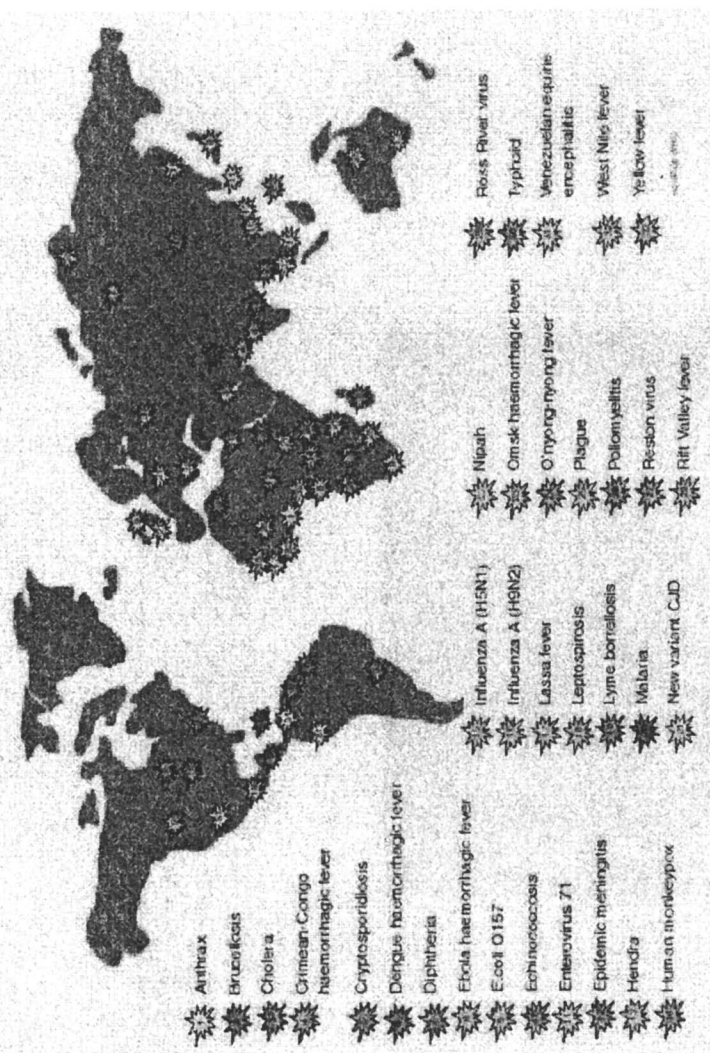 Anthrax
Brucellosis
Cholera
Crimean-Congo
haemorrhagic fever
Cryptosporidiosis
Dengue haemorrhagic fever
Diphtheria
Ebola haemorrhagic fever
E.coli O157
Echinococcosis
Enterovirus 71
Epidemic meningitis
Hendra
Human monkeypox
Influenza A (H5N1)
Influenza A (H9N2)
Lassa fever
Leptospirosis
Lyme borreliosis
Malaria
New variant CJD
Nipah
Omsk haemorrhagic fever
O'nyong-nyong fever
Plague
Poliomyelitis
Reston virus
Rift Valley fever
Ross River virus
Typhoid
Venezuelan equine
encephalitis
West Nile fever
Yellow fever